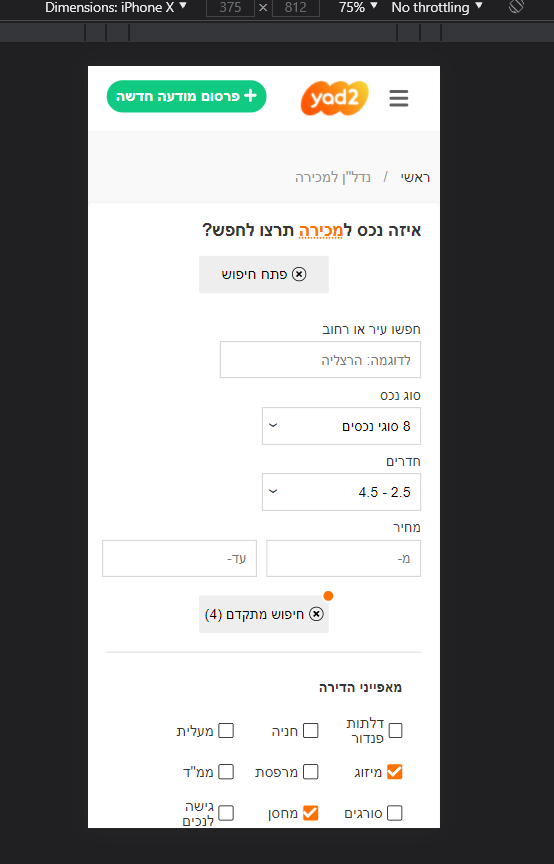 Dimensions: iPhone X ▼ 375 × 812 75% ▼ No throttling ▼
yad2 + פרסום מודעה חדשה
ראשי / נדל"ן למכירה
איזה נכס למכירה תרצו לחפש?
פתח חיפוש
חפשו עיר או רחוב
לדוגמה: הרצליה
סוג נכס
8 סוגי נכסים
חדרים
2.5 - 4.5
מחיר
מ- עד-
חיפוש מתקדם (4)
מאפייני הדירה
דלתות פנדור חניה מעלית
מיזוג מרפסת ממ"ד
סורגים מחסן גישה לנכים